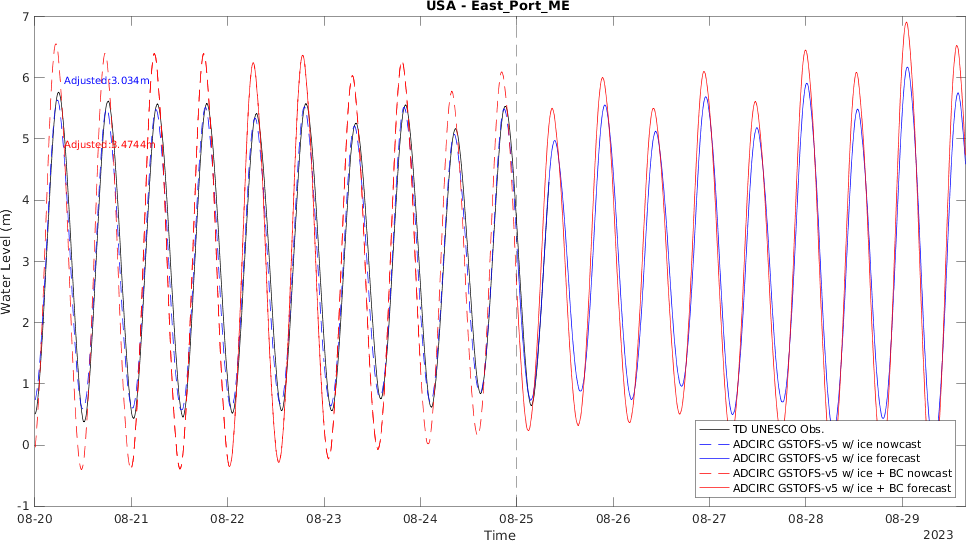 USA - East_Port_ME
7
6
5
4
3
2
1
0
-1
Water Level (m)
Adjusted:3.034m
Adjusted:3.4744m
TD UNESCO Obs.
ADCIRC GSTOFS-v5 w/ ice nowcast
ADCIRC GSTOFS-v5 w/ ice forecast
ADCIRC GSTOFS-v5 w/ ice + BC nowcast
ADCIRC GSTOFS-v5 w/ ice + BC forecast
08-20 08-21 08-22 08-23 08-24 08-25 08-26 08-27 08-28 08-29
Time
2023